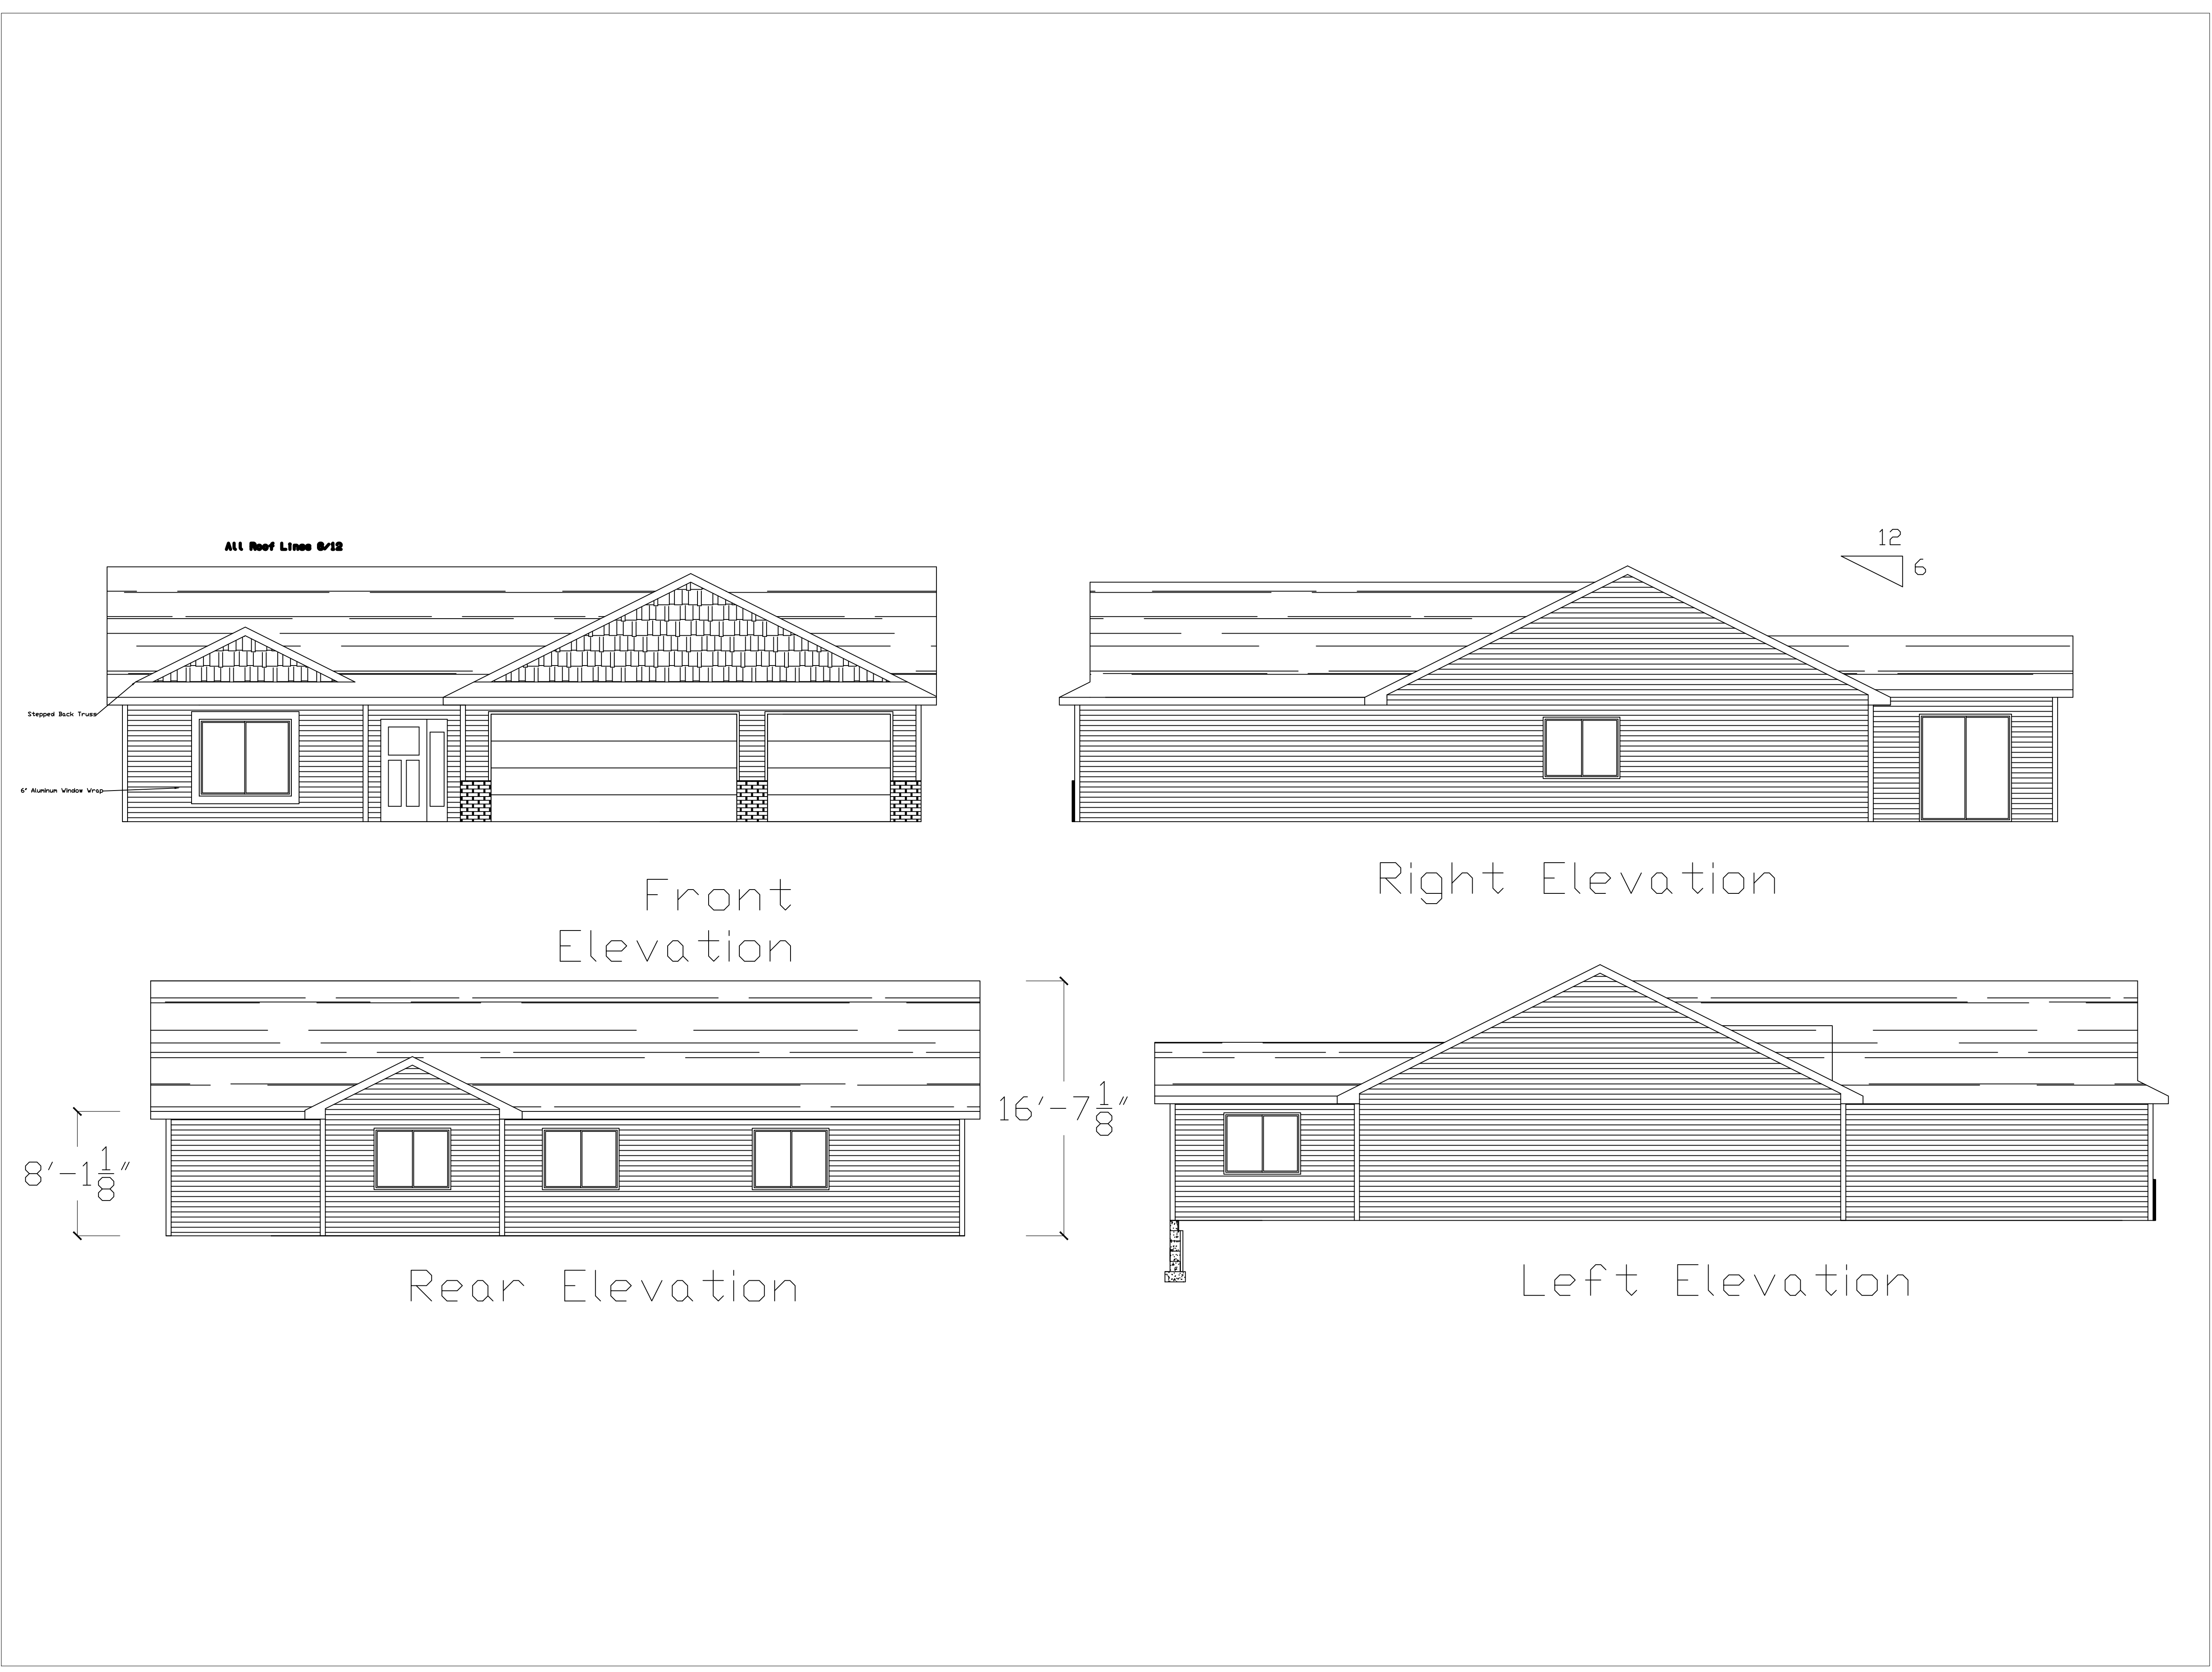 All Roof Lines 6/12
12
6
Stepped Back Truss
6" Aluminum Window Wrap
Front
Elevation
Right Elevation
16'-7 1/8"
8'-1 1/8"
Rear Elevation
Left Elevation